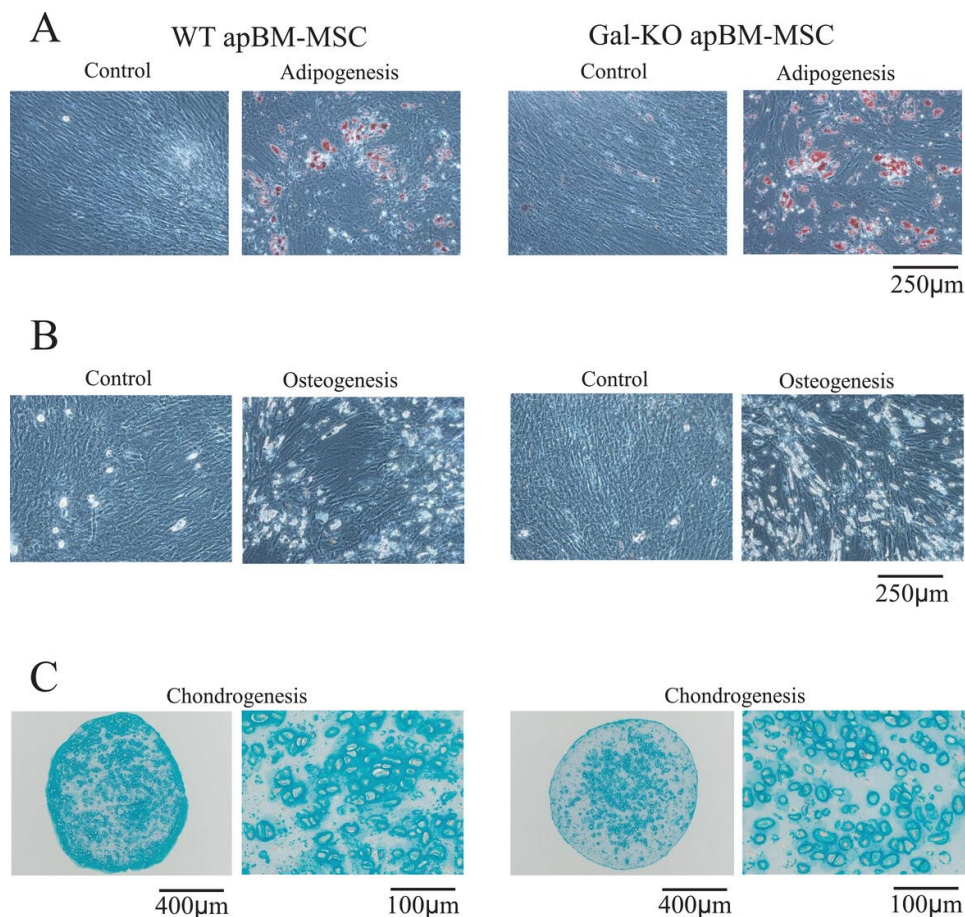 A
WT apBM-MSC
Gal-KO apBM-MSC
Control
Adipogenesis
Control
Adipogenesis
250µm
B
Control
Osteogenesis
Control
Osteogenesis
250µm
C
Chondrogenesis
Chondrogenesis
400µm
100µm
400µm
100µm